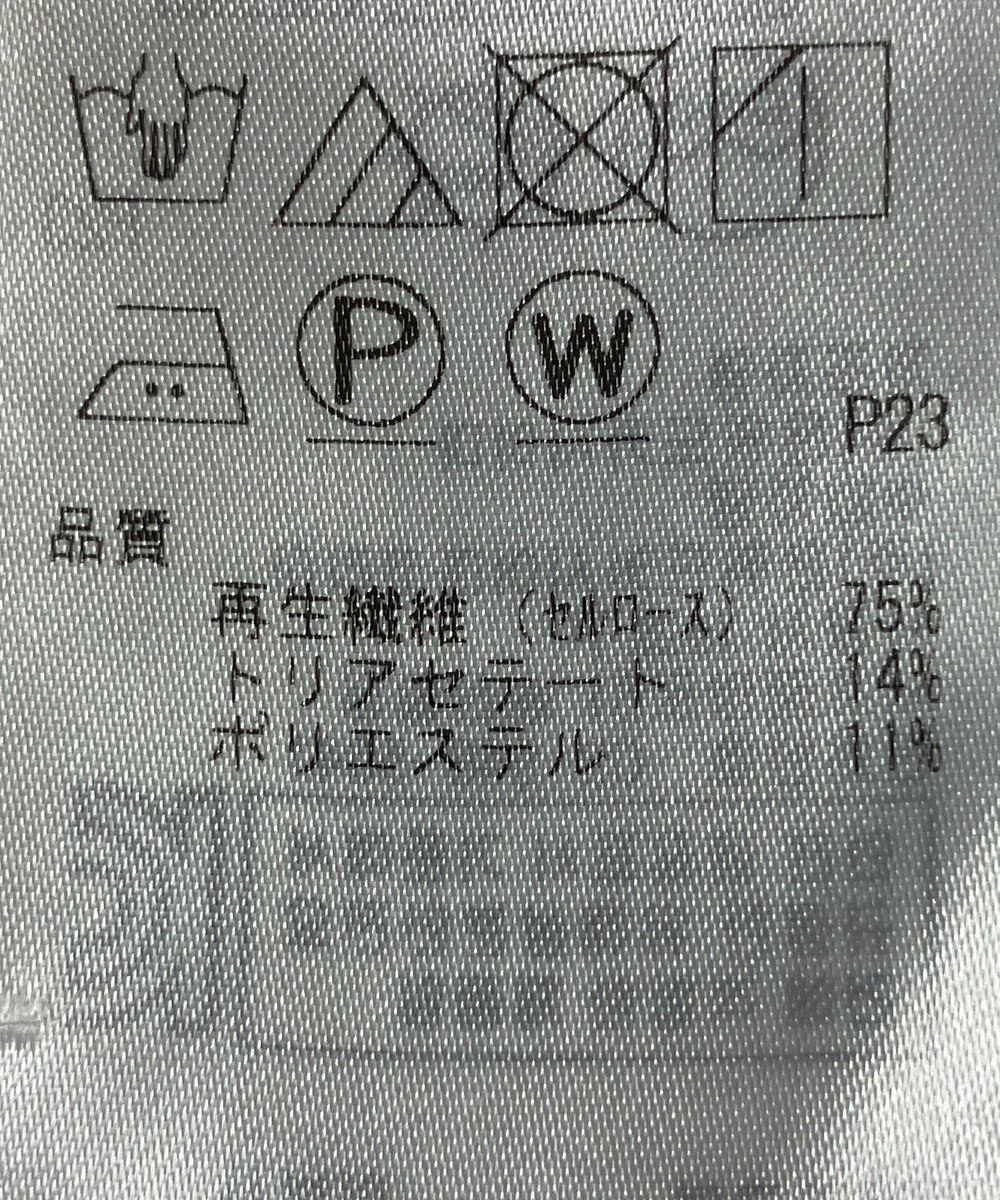 P W
P23
品質
再生繊維 (セルロース) 75%
トリアセテート 14%
ポリエステル 11%